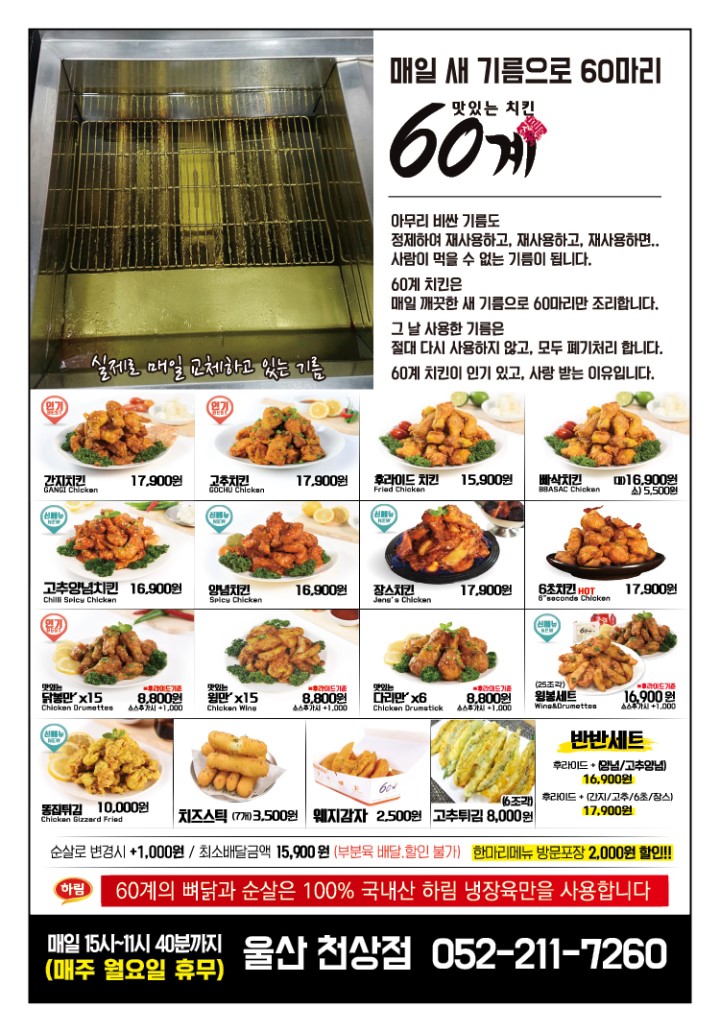 매일 새 기름으로 60마리
맛있는 치킨
60계
치킨
아무리 비싼 기름도
정제하여 재사용하고, 재사용하고, 재사용하면..
사람이 먹을 수 없는 기름이 됩니다.
60계 치킨은
매일 깨끗한 새 기름으로 60마리만 조리합니다.
그 날 사용한 기름은
절대 다시 사용하지 않고, 모두 폐기처리 합니다.
60계 치킨이 인기 있고, 사랑 받는 이유입니다.
실제로 매일 교체하고 있는 기름
인기
BEST
간지치킨 17,900원
GANGI Chicken
인기
BEST
고추치킨 17,900원
GOCHU Chicken
후라이드 치킨 15,900원
Fried Chicken
빠삭치킨 대)16,900원
BBASAC Chicken 소) 5,500원
신메뉴
NEW
고추양념치킨 16,900원
Chilli Spicy Chicken
신메뉴
NEW
양념치킨 16,900원
Spicy Chicken
신메뉴
NEW
장스치킨 17,900원
Jang's Chicken
6초치킨 HOT 17,900원
6"seconds Chicken
인기
BEST
맛있는 *후라이드기준
닭봉만' x15 8,800원
Chicken Drumettes 소스추가시 +1,000
맛있는 *후라이드기준
윙만' x15 8,800원
Chicken Wing 소스추가시 +1,000
맛있는 *후라이드기준
다리만' x6 8,800원
Chicken Drumstick 소스추가시 +1,000
신메뉴
NEW
(25조각) *후라이드기준
윙봉세트 16,900원
Wing&Drumettes 소스추가시 +1,000
신메뉴
NEW
똥집튀김 10,000원
Chicken Gizzard Fried
치즈스틱 (7개) 3,500원
웨지감자 2,500원
(6조각)
고추튀김 8,000원
반반세트
후라이드 + (양념/고추양념)
16,900원
후라이드 + (간지/고추/6초/장스)
17,900원
순살로 변경시 +1,000원 / 최소배달금액 15,900원 (부분육 배달.할인 불가) 한마리메뉴 방문포장 2,000원 할인!!
하림 60계의 뼈닭과 순살은 100% 국내산 하림 냉장육만을 사용합니다
매일 15시~11시 40분까지
(매주 월요일 휴무)
울산 천상점 052-211-7260